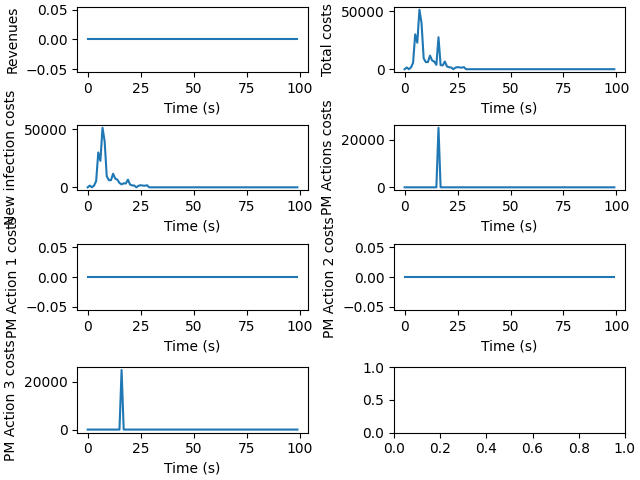 Revenues
0.05
0.00
−0.05
0 25 50 75 100
Time (s)
Total costs
50000
0
0 25 50 75 100
Time (s)
New infection costs
50000
0
0 25 50 75 100
Time (s)
PM Actions costs
20000
0
0 25 50 75 100
Time (s)
PM Action 1 costs
0.05
0.00
−0.05
0 25 50 75 100
Time (s)
PM Action 2 costs
0.05
0.00
−0.05
0 25 50 75 100
Time (s)
PM Action 3 costs
20000
0
0 25 50 75 100
Time (s)
1.0
0.5
0.0
0.0 0.2 0.4 0.6 0.8 1.0